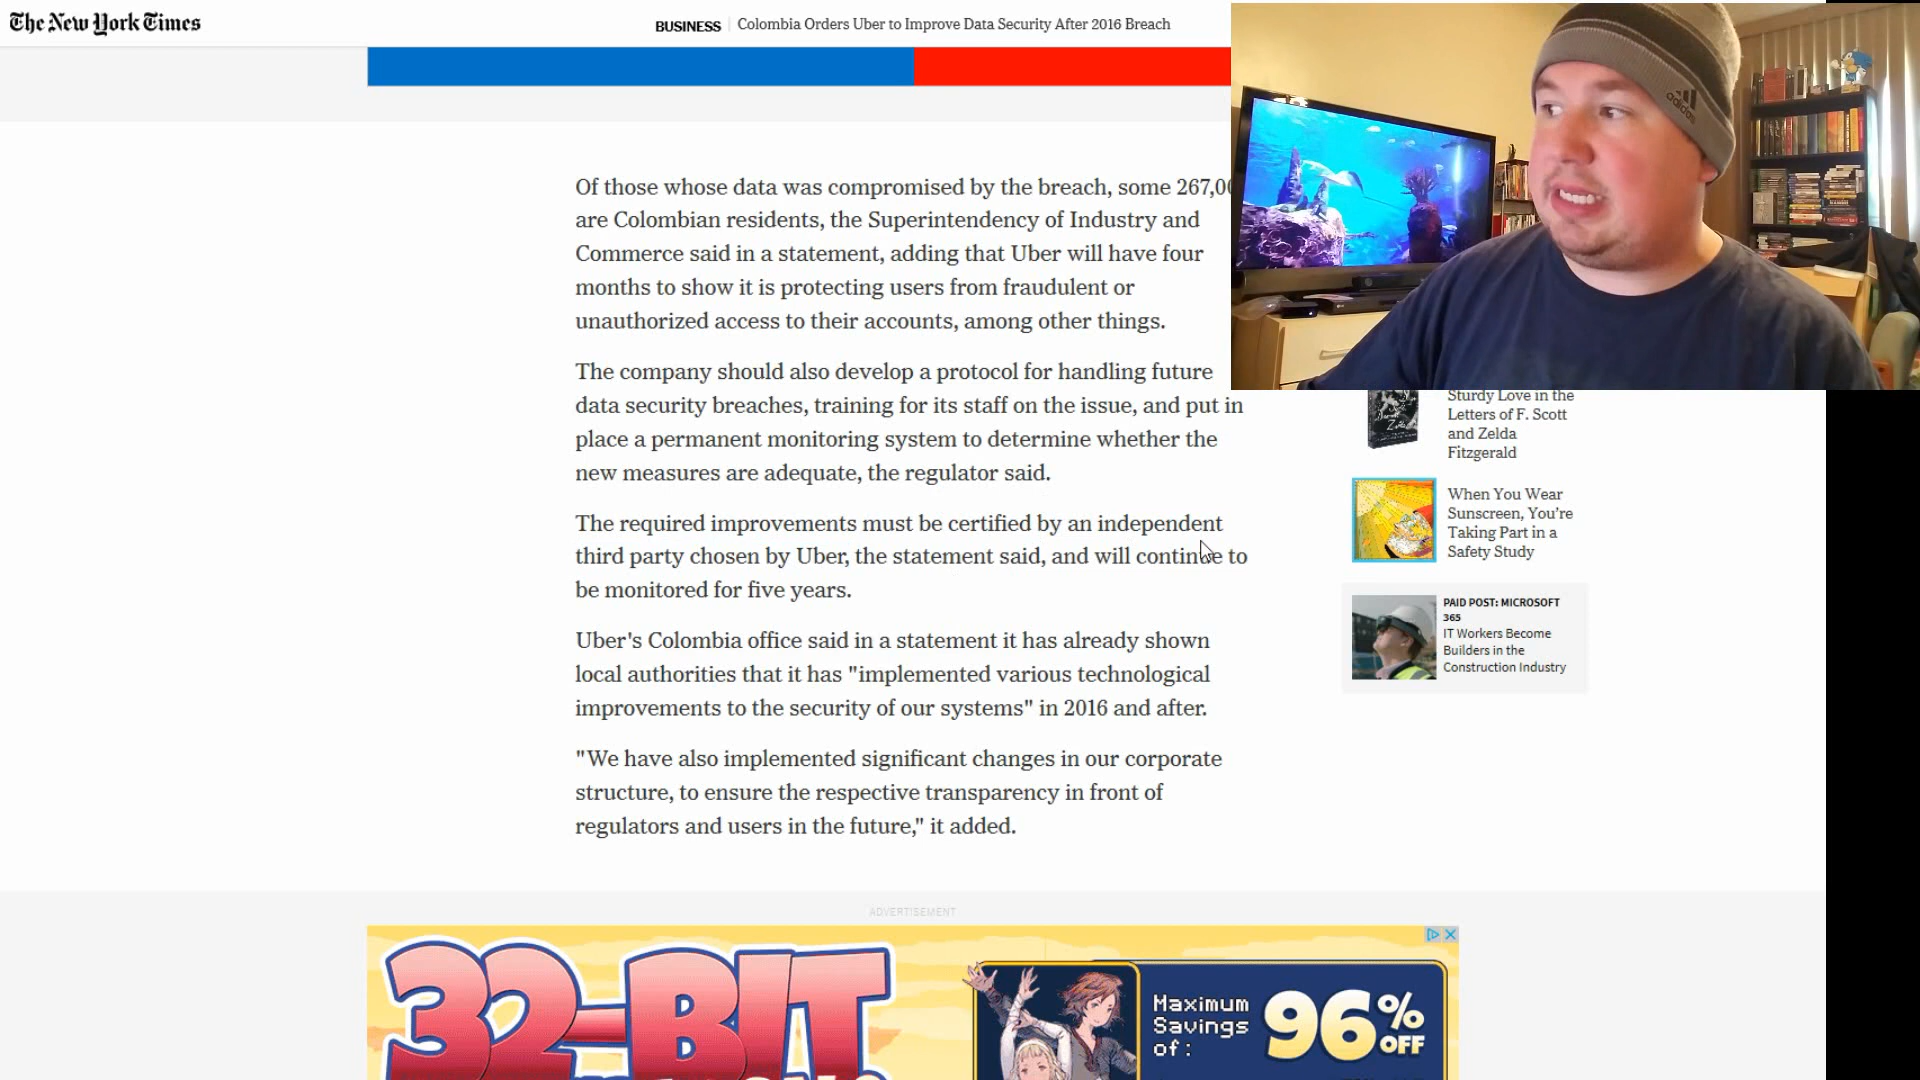 The New York Times
BUSINESS | Colombia Orders Uber to Improve Data Security After 2016 Breach
adidas
Of those whose data was compromised by the breach, some
are Colombian residents, the Superintendency of Industry and
Commerce said in a statement, adding that Uber will have four
months to show it is protecting users from fraudulent or
unauthorized access to their accounts, among other things.
The company should also develop a protocol for handling future
data security breaches, training for its staff on the issue, and put in
place a permanent monitoring system to determine whether the
new measures are adequate, the regulator said.
The required improvements must be certified by an independent
third party chosen by Uber, the statement said, and will continue to
be monitored for five years.
Uber's Colombia office said in a statement it has already shown
local authorities that it has "implemented various technological
improvements to the security of our systems" in 2016 and after.
"We have also implemented significant changes in our corporate
structure, to ensure the respective transparency in front of
regulators and users in the future," it added.
Sturdy Love in the
Letters of F. Scott
and Zelda
Fitzgerald
When You Wear
Sunscreen, You’re
Taking Part in a
Safety Study
PAID POST: MICROSOFT
365
IT Workers Become
Builders in the
Construction Industry
ADVERTISEMENT
32-BIT
Maximum
Savings
of:
96%
OFF